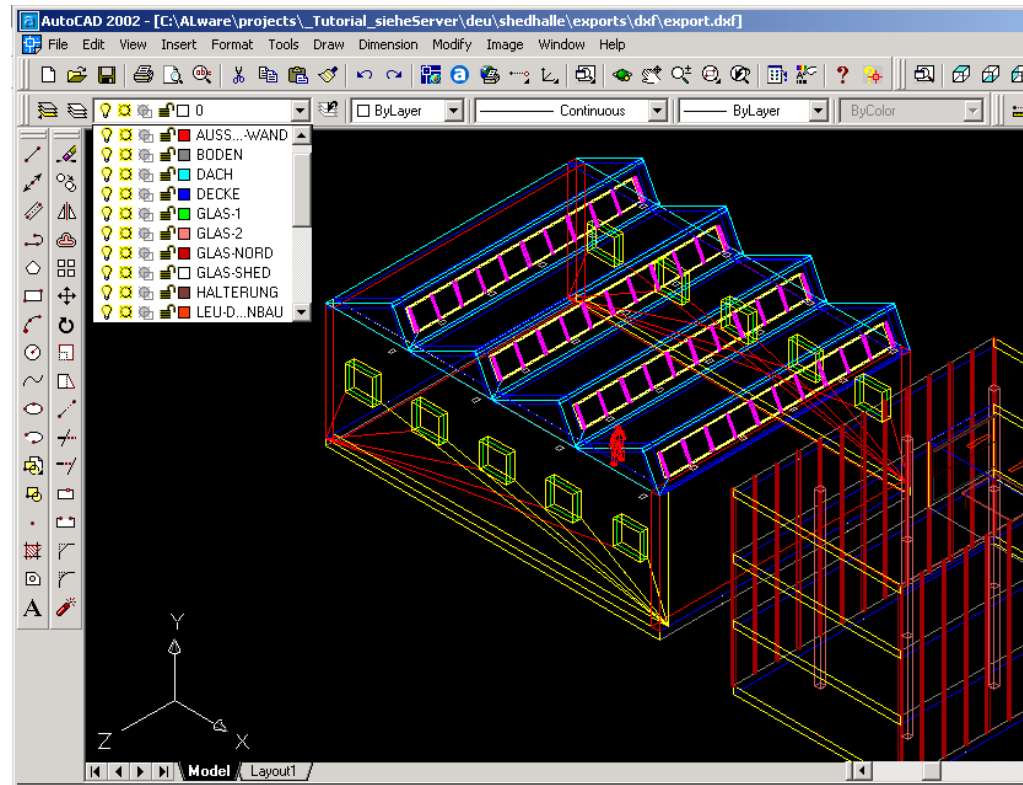 AutoCAD 2002 - [C:\ALware\projects\_Tutorial_sieheServer\deu\shedhalle\exports\dxf\export.dxf]
File Edit View Insert Format Tools Draw Dimension Modify Image Window Help
0 ByLayer Continuous ByLayer ByColor
AUSS...-WAND
BODEN
DACH
DECKE
GLAS-1
GLAS-2
GLAS-NORD
GLAS-SHED
HALTERUNG
LEU-D...NBAU
A
Y
Z X
Model Layout1